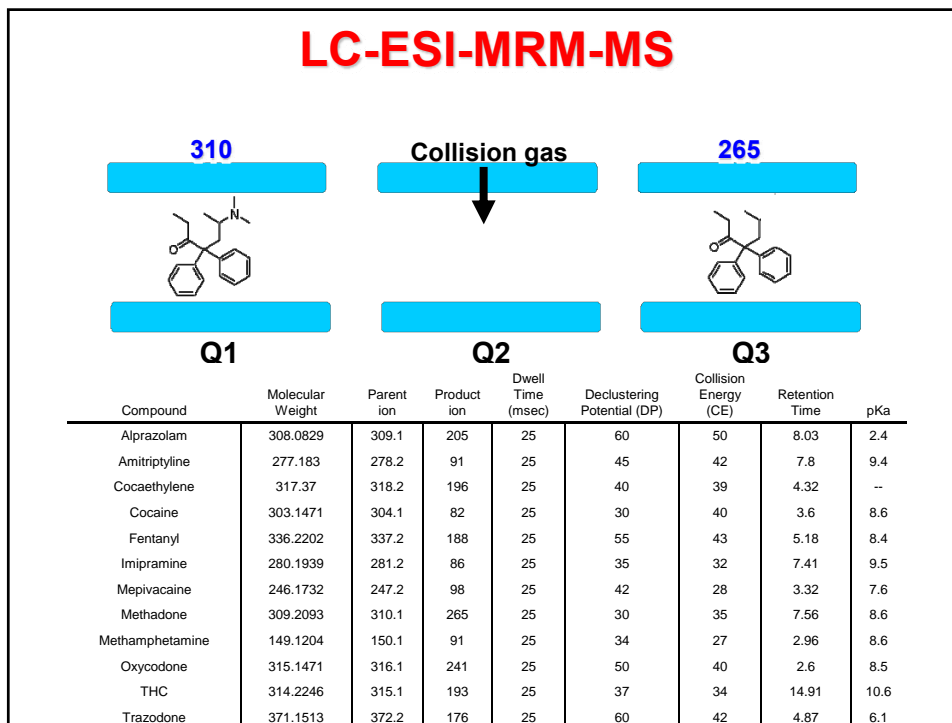 LC-ESI-MRM-MS
310 Collision gas 265
N
O
O
Q1 Q2 Q3
Compound Molecular Weight Parent ion Product ion Dwell Time (msec) Declustering Potential (DP) Collision Energy (CE) Retention Time pKa
Alprazolam 308.0829 309.1 205 25 60 50 8.03 2.4
Amitriptyline 277.183 278.2 91 25 45 42 7.8 9.4
Cocaethylene 317.37 318.2 196 25 40 39 4.32 --
Cocaine 303.1471 304.1 82 25 30 40 3.6 8.6
Fentanyl 336.2202 337.2 188 25 55 43 5.18 8.4
Imipramine 280.1939 281.2 86 25 35 32 7.41 9.5
Mepivacaine 246.1732 247.2 98 25 42 28 3.32 7.6
Methadone 309.2093 310.1 265 25 30 35 7.56 8.6
Methamphetamine 149.1204 150.1 91 25 34 27 2.96 8.6
Oxycodone 315.1471 316.1 241 25 50 40 2.6 8.5
THC 314.2246 315.1 193 25 37 34 14.91 10.6
Trazodone 371.1513 372.2 176 25 60 42 4.87 6.1